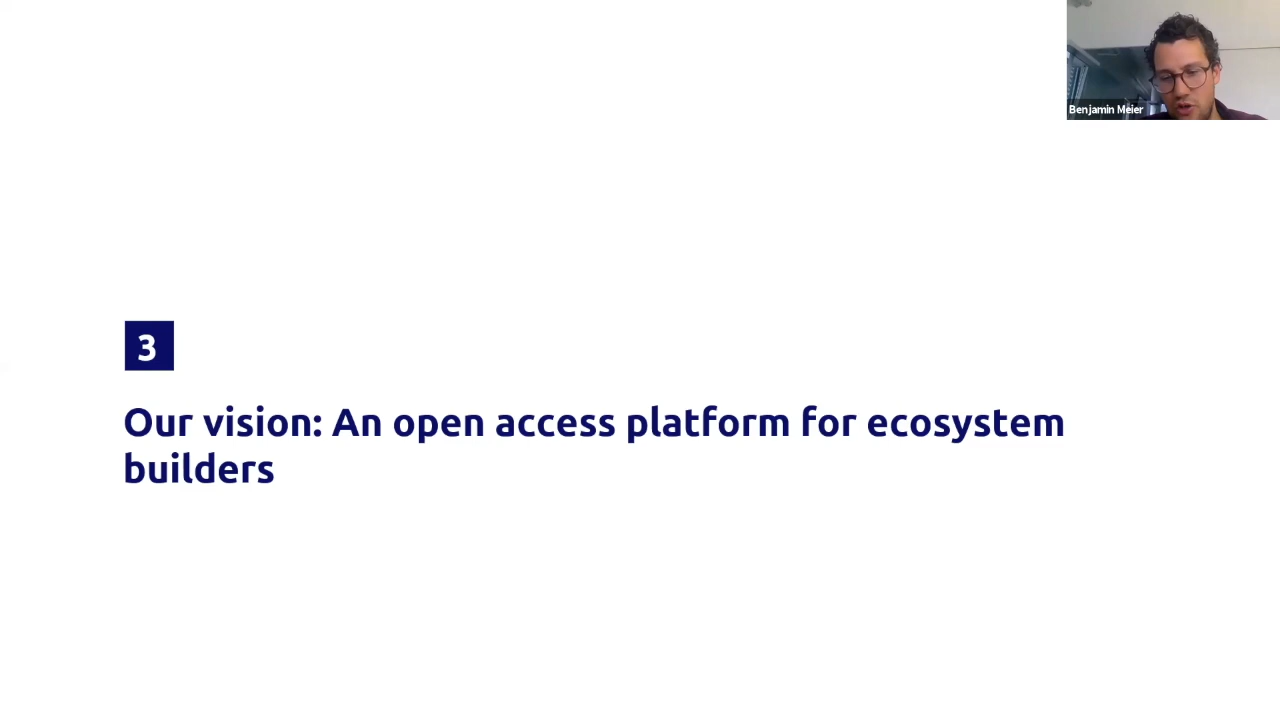 Benjamin Meier
3
Our vision: An open access platform for ecosystem
builders